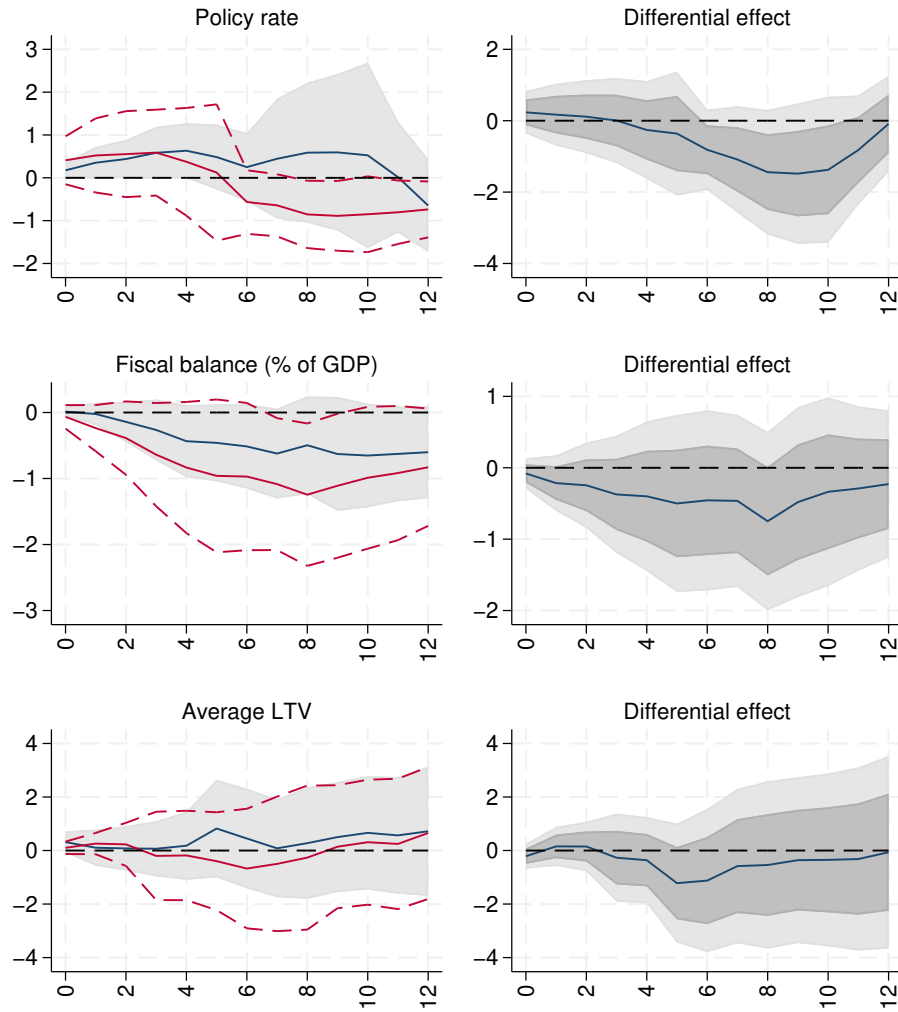 Policy rate
3
2
1
0
−1
−2
0 2 4 6 8 10 12
Differential effect
2
0
−2
−4
0 2 4 6 8 10 12
Fiscal balance (% of GDP)
0
−1
−2
−3
0 2 4 6 8 10 12
Differential effect
1
0
−1
−2
0 2 4 6 8 10 12
Average LTV
4
2
0
−2
−4
0 2 4 6 8 10 12
Differential effect
4
2
0
−2
−4
0 2 4 6 8 10 12